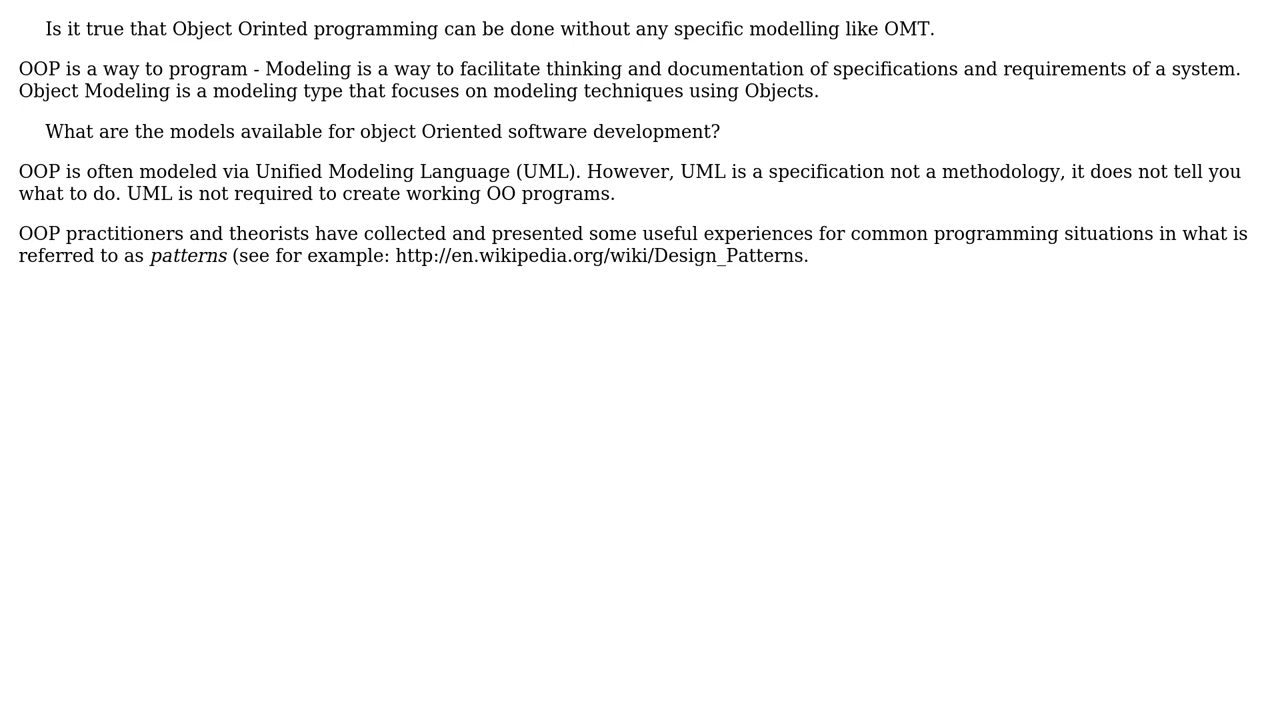 Is it true that Object Orinted programming can be done without any specific modelling like OMT.
OOP is a way to program - Modeling is a way to facilitate thinking and documentation of specifications and requirements of a system.
Object Modeling is a modeling type that focuses on modeling techniques using Objects.
What are the models available for object Oriented software development?
OOP is often modeled via Unified Modeling Language (UML). However, UML is a specification not a methodology, it does not tell you
what to do. UML is not required to create working OO programs.
OOP practitioners and theorists have collected and presented some useful experiences for common programming situations in what is
referred to as patterns (see for example: http://en.wikipedia.org/wiki/Design_Patterns.